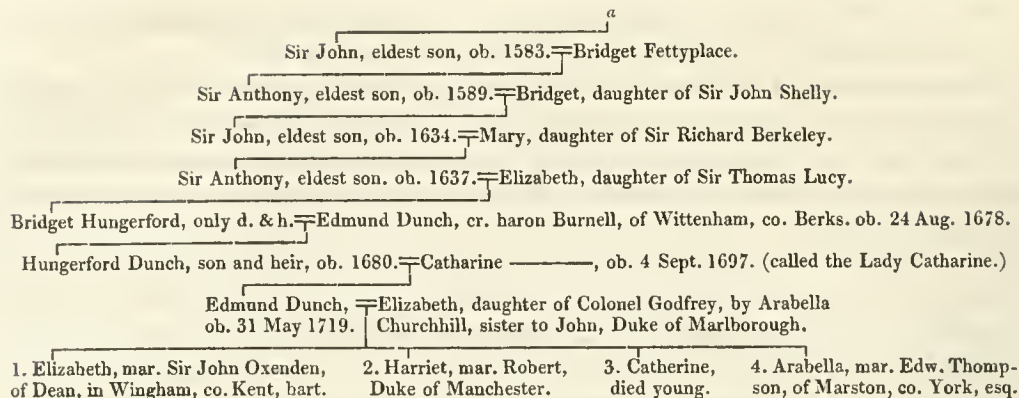 a
Sir John, eldest son, ob. 1583.=Bridget Fettyplace.
Sir Anthony, eldest son, ob. 1589.=Bridget, daughter of Sir John Shelly.
Sir John, eldest son, ob. 1634.=Mary, daughter of Sir Richard Berkeley.
Sir Anthony, eldest son. ob. 1637.=Elizabeth, daughter of Sir Thomas Lucy.
Bridget Hungerford, only d. & h.=Edmund Dunch, cr. baron Burnell, of Wittenham, co. Berks. ob. 24 Aug. 1678.
Hungerford Dunch, son and heir, ob. 1680.=Catharine ———, ob. 4 Sept. 1697. (called the Lady Catharine.)
Edmund Dunch, =Elizabeth, daughter of Colonel Godfrey, by Arabella
ob. 31 May 1719. Churchhill, sister to John, Duke of Marlborough.
1. Elizabeth, mar. Sir John Oxenden, 2. Harriet, mar. Robert, 3. Catherine, 4. Arabella, mar. Edw. Thomp-
of Dean, in Wingham, co. Kent, bart. Duke of Manchester. died young. son, of Marston, co. York, esq.